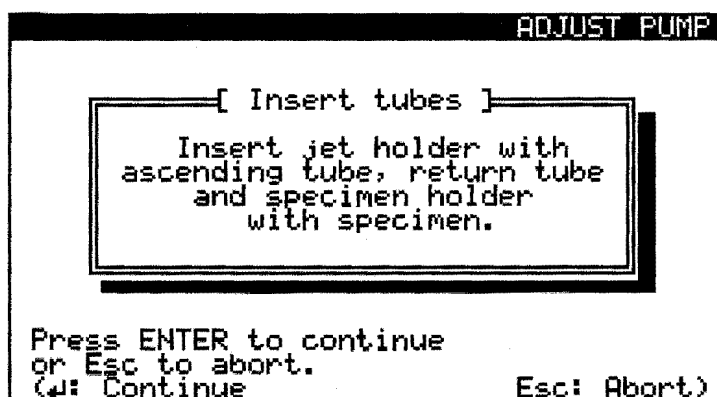 ADJUST PUMP
[ Insert tubes ]
Insert jet holder with
ascending tube, return tube
and specimen holder
with specimen.
Press ENTER to continue
or Esc to abort.
(↵: Continue Esc: Abort)